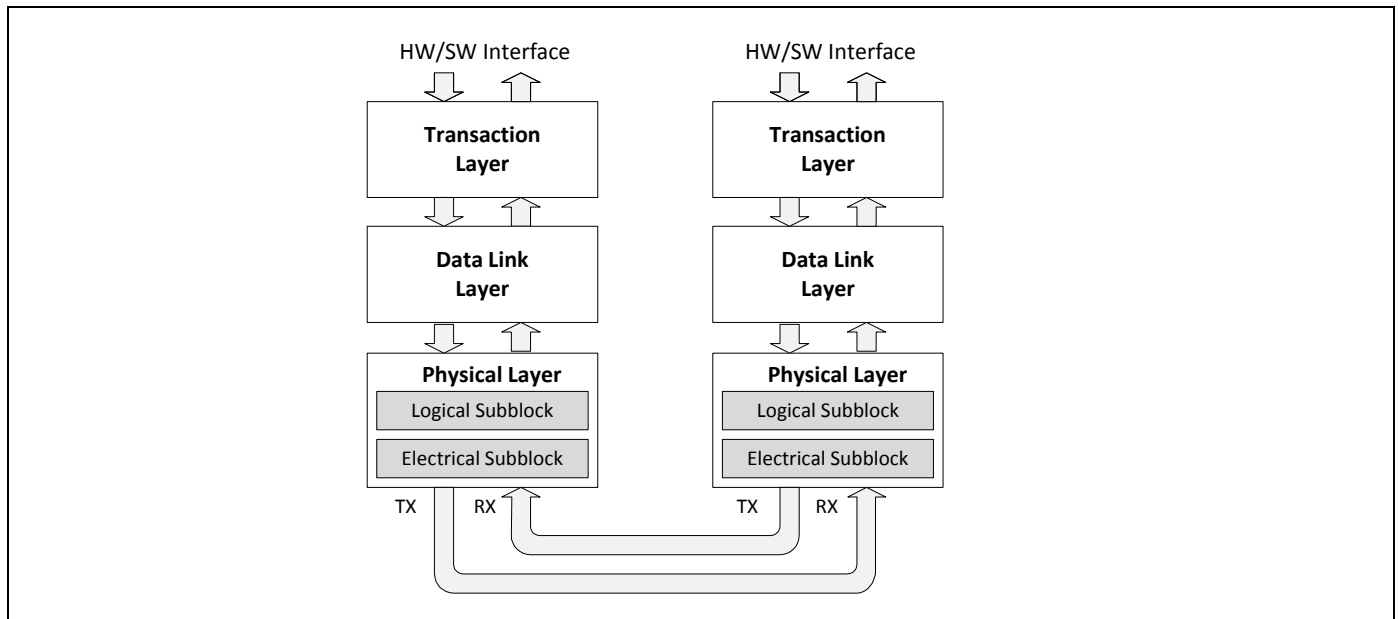 HW/SW Interface
HW/SW Interface
Transaction
Layer
Transaction
Layer
Data Link
Layer
Data Link
Layer
Physical Layer
Physical Layer
Logical Subblock
Logical Subblock
Electrical Subblock
Electrical Subblock
TX
RX
TX
RX